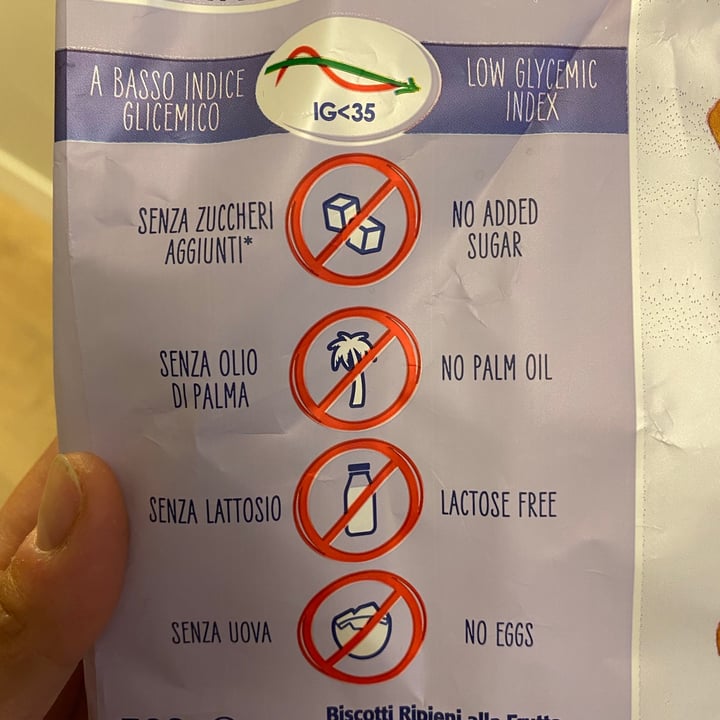 A BASSO INDICE
GLICEMICO
IG<35
LOW GLYCEMIC
INDEX
SENZA ZUCCHERI
AGGIUNTI*
NO ADDED
SUGAR
SENZA OLIO
DI PALMA
NO PALM OIL
SENZA LATTOSIO
LACTOSE FREE
SENZA UOVA
NO EGGS
Biscotti Ripieni alla Frutta